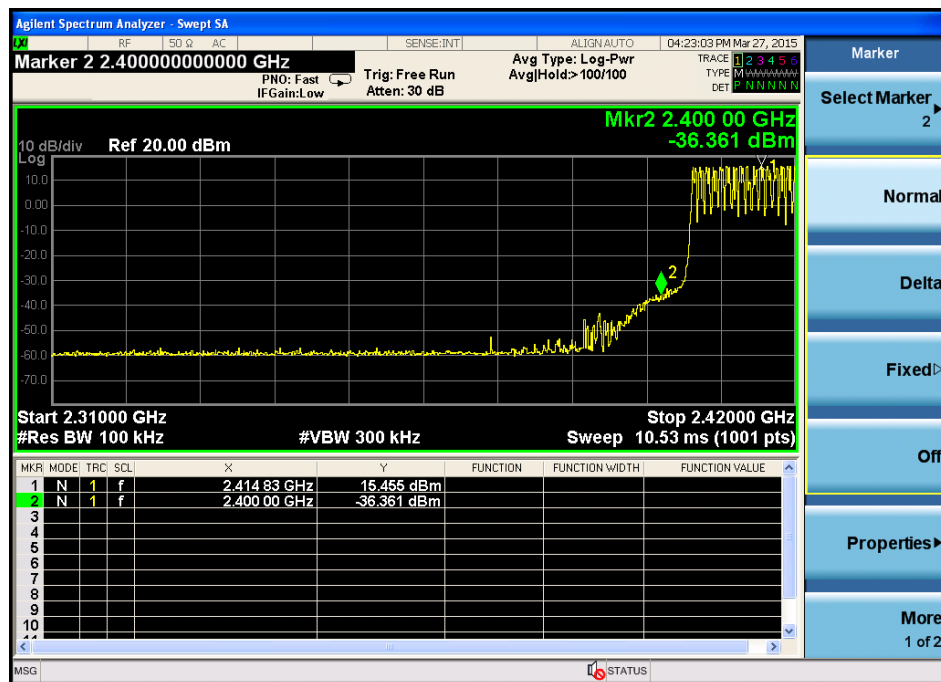 Agilent Spectrum Analyzer - Swept SA
LXI RF 50 Ω AC SENSE:INT ALIGN AUTO 04:23:03 PM Mar 27, 2015
Marker 2 2.400000000000 GHz
PNO: Fast
IFGain:Low
Trig: Free Run
Atten: 30 dB
Avg Type: Log-Pwr
Avg|Hold:>100/100
TRACE 1 2 3 4 5 6
TYPE M
DET P N N N N N
Mkr2 2.400 00 GHz
-36.361 dBm
10 dB/div Ref 20.00 dBm
Log
10.0
0.00
-10.0
-20.0
-30.0
-40.0
-50.0
-60.0
-70.0
1
2
Start 2.31000 GHz Stop 2.42000 GHz
#Res BW 100 kHz #VBW 300 kHz Sweep 10.53 ms (1001 pts)
MKR MODE TRC SCL X Y FUNCTION FUNCTION WIDTH FUNCTION VALUE
1 N 1 f 2.414 83 GHz 15.455 dBm
2 N 1 f 2.400 00 GHz -36.361 dBm
3
4
5
6
7
8
9
10
MSG STATUS
Marker
Select Marker
2
Normal
Delta
Fixed
Off
Properties
More
1 of 2